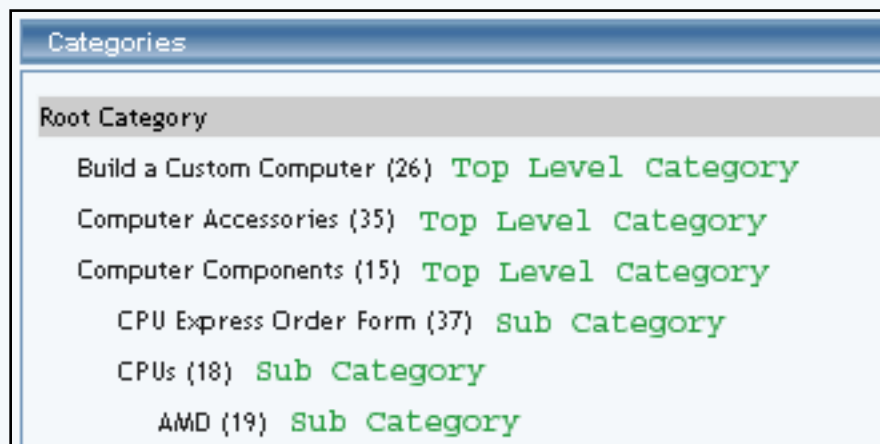 Categories
Root Category
Build a Custom Computer (26) Top Level Category
Computer Accessories (35) Top Level Category
Computer Components (15) Top Level Category
CPU Express Order Form (37) Sub Category
CPUs (18) Sub Category
AMD (19) Sub Category